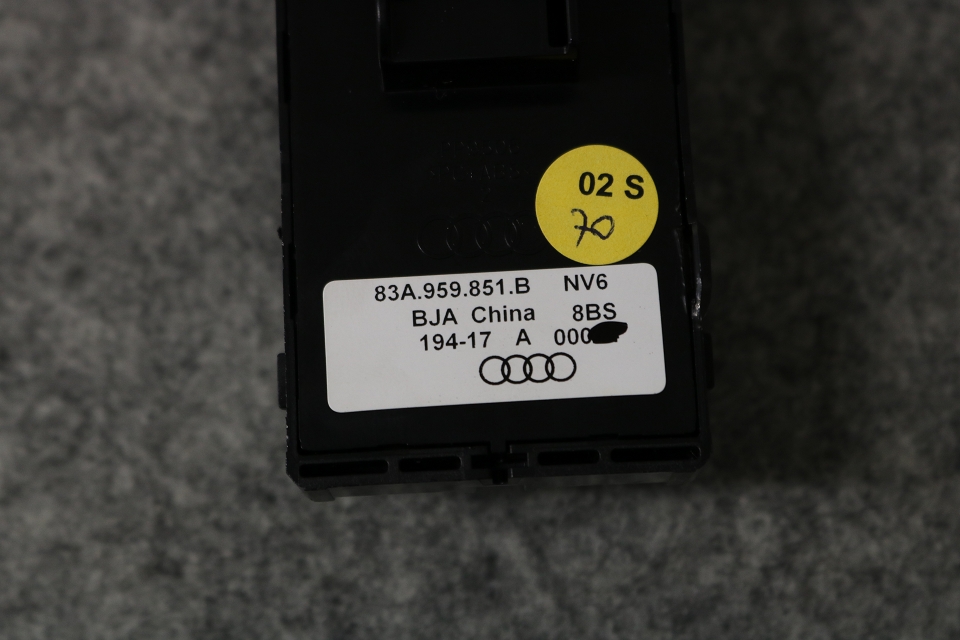 02 S
70
83A.959.851.B NV6
BJA China 8BS
194-17 A 000